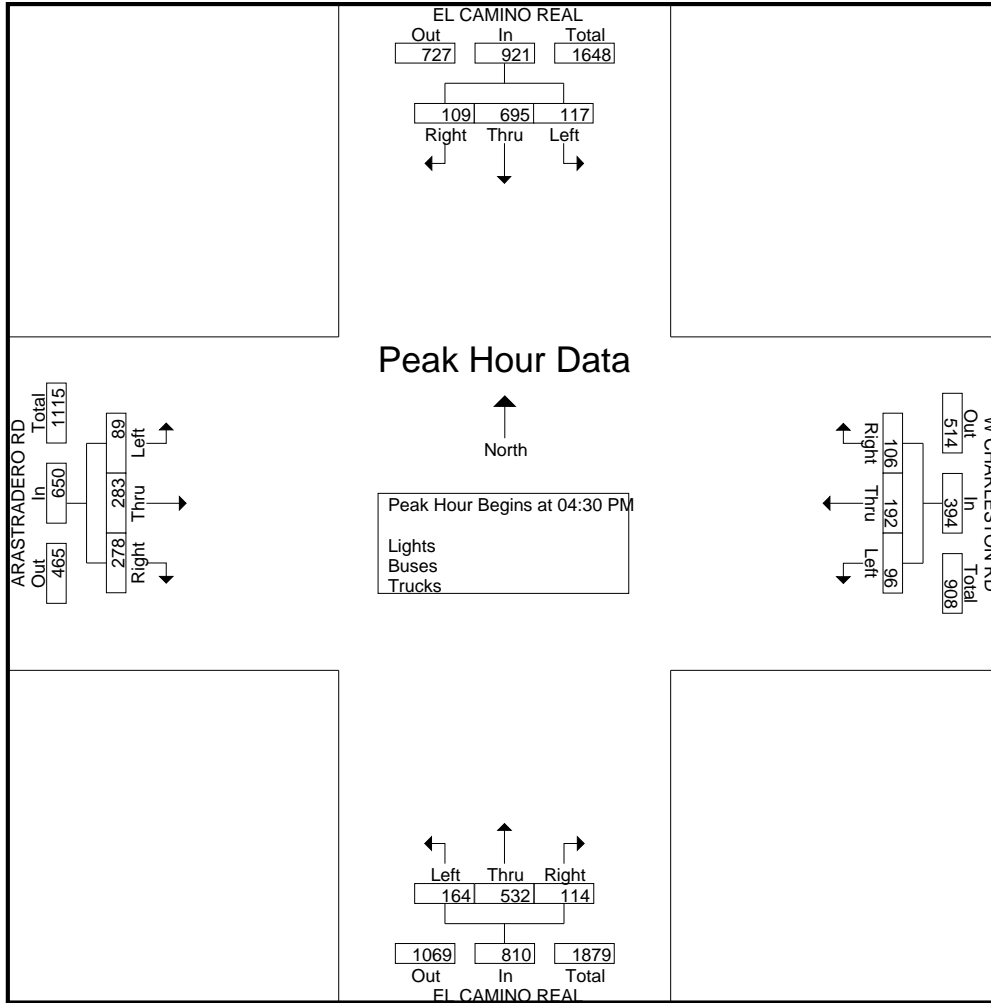 EL CAMINO REAL
Out In Total
727 921 1648
109 695 117
Right Thru Left
Peak Hour Data
North
Peak Hour Begins at 04:30 PM
Lights
Buses
Trucks
ARASTRADERO RD
Out In Total
465 650 1115
Right Thru Left
278 283 89
W CHARLESTON RD
Out In Total
514 394 908
Right Thru Left
106 192 96
Left Thru Right
164 532 114
1069 810 1879
Out In Total
EL CAMINO REAL